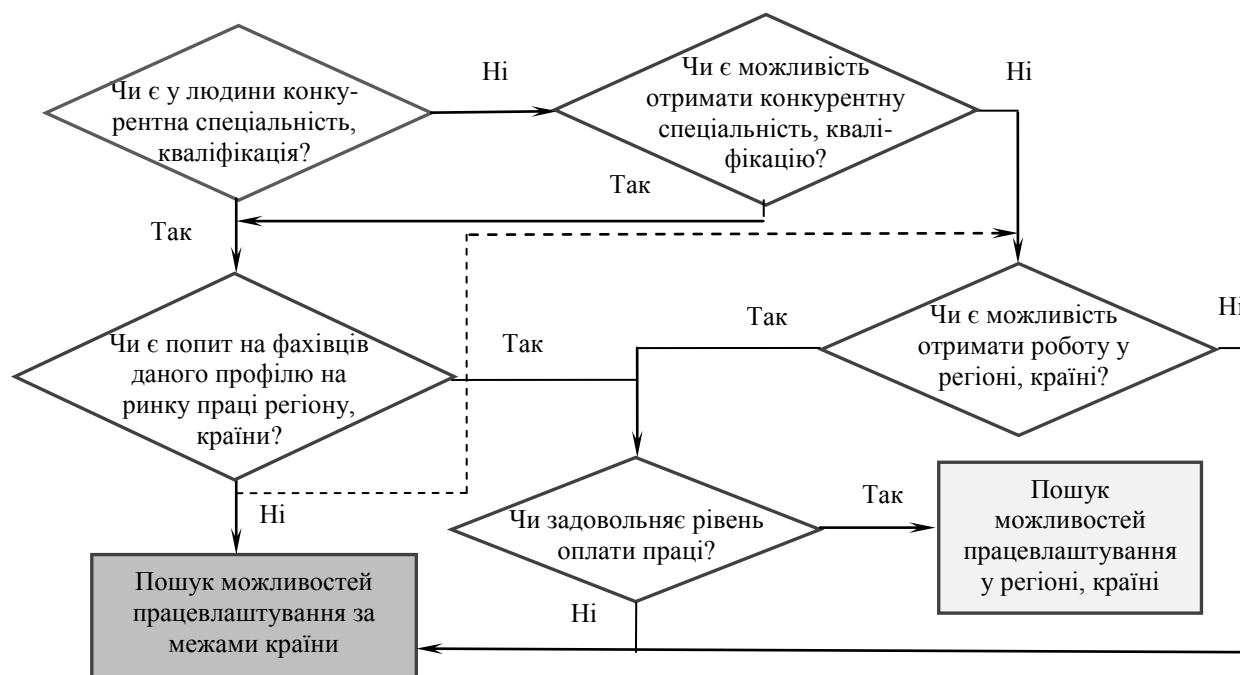 Чи є у людини конку-
рентна спеціальність,
кваліфікація?
Ні
Чи є можливість
отримати конкурентну
спеціальність, квалі-
фікацію?
Ні
Так
Так
Чи є попит на фахівців
даного профілю на
ринку праці регіону,
країни?
Так
Так
Чи є можливість
отримати роботу у
регіоні, країні?
Ні
Ні
Чи задовольняє рівень
оплати праці?
Так
Пошук
можливостей
працевлаштування
у регіоні, країні
Пошук можливостей
працевлаштування за
межами країни
Ні